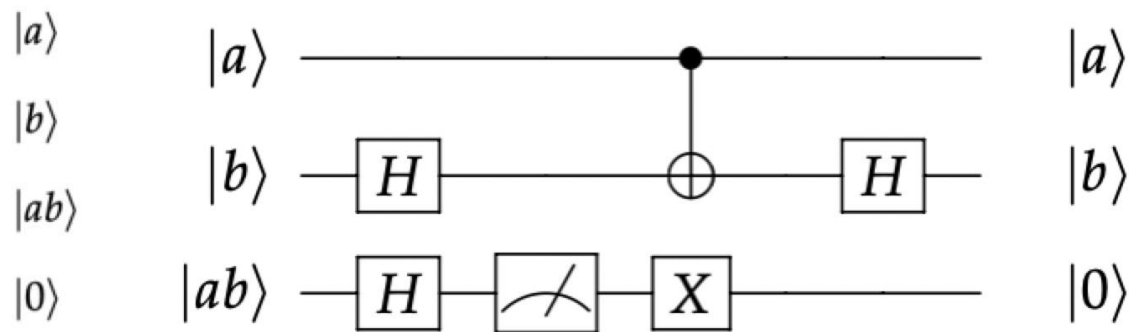 |a⟩
|b⟩
|ab⟩
|0⟩
|a⟩ |a⟩
|b⟩ H H |b⟩
|ab⟩ H X |0⟩